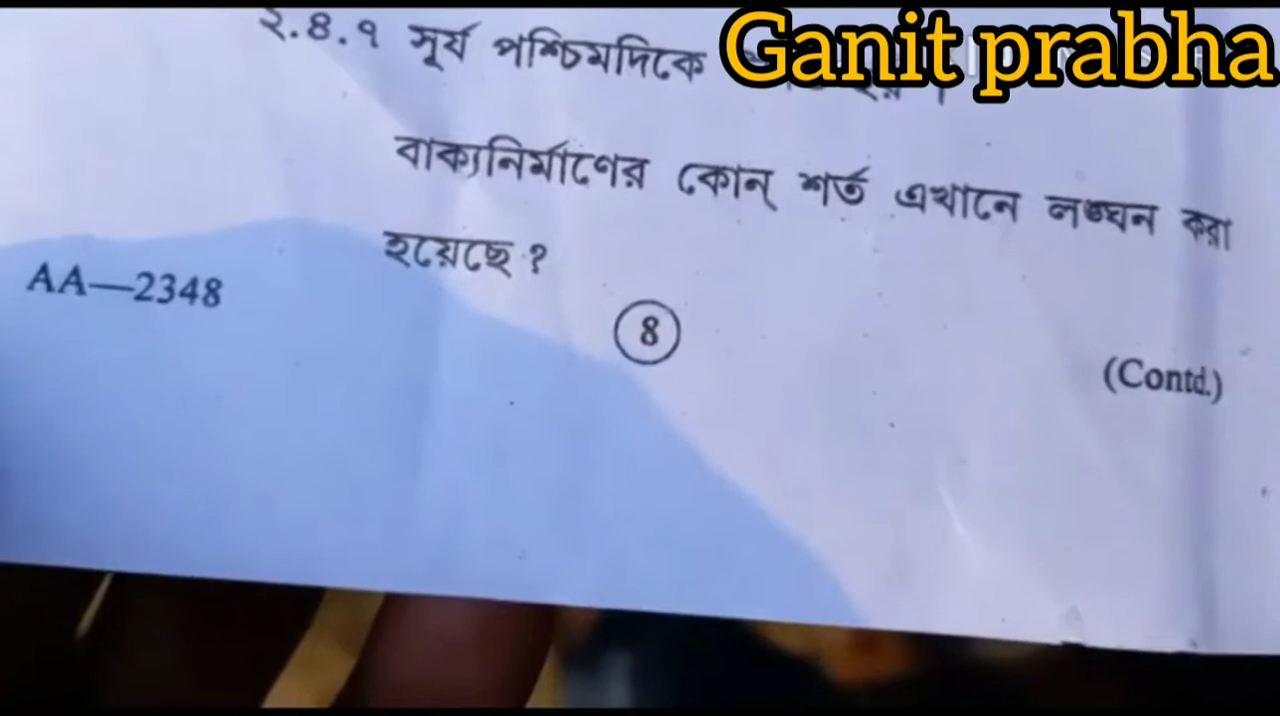 Ganit prabha
২.৪.৭ সূর্য পশ্চিমদিকে
বাক্যনির্মাণের কোন্ শর্ত এখানে লঙ্ঘন করা
হয়েছে ?
AA—2348
8
(Contd.)